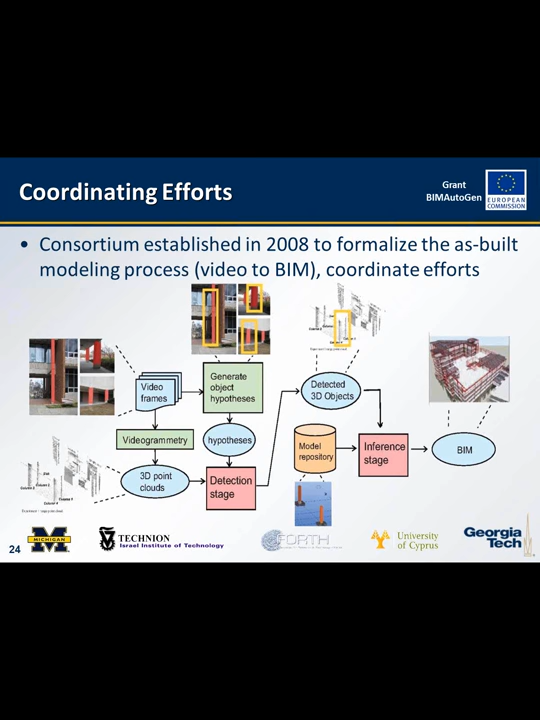 Coordinating Efforts
Grant
BIMAutoGen
EUROPEAN
COMMISSION
• Consortium established in 2008 to formalize the as-built
modeling process (video to BIM), coordinate efforts
Video
frames
Generate
object
hypotheses
Detected
3D Objects
Videogrammetry
hypotheses
Model
repository
Inference
stage
BIM
3D point
clouds
Detection
stage
24
MICHIGAN
TECHNION
Israel Institute of Technology
FORTH
University
of Cyprus
Georgia
Tech